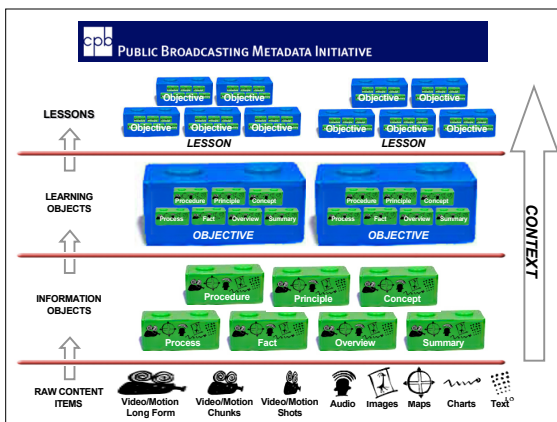 cpb PUBLIC BROADCASTING METADATA INITIATIVE
Objective Objective Objective Objective
LESSONS
Objective Objective Objective Objective Objective Objective
LESSON LESSON
LEARNING
OBJECTS
Procedure Principle Concept Procedure Principle Concept
Process Fact Overview Summary Process Fact Overview Summary
OBJECTIVE OBJECTIVE
CONTEXT
INFORMATION
OBJECTS
Procedure Principle Concept
Process Fact Overview Summary
RAW CONTENT
ITEMS
Video/Motion Long Form
Video/Motion Chunks
Video/Motion Shots
Audio Images Maps Charts Text